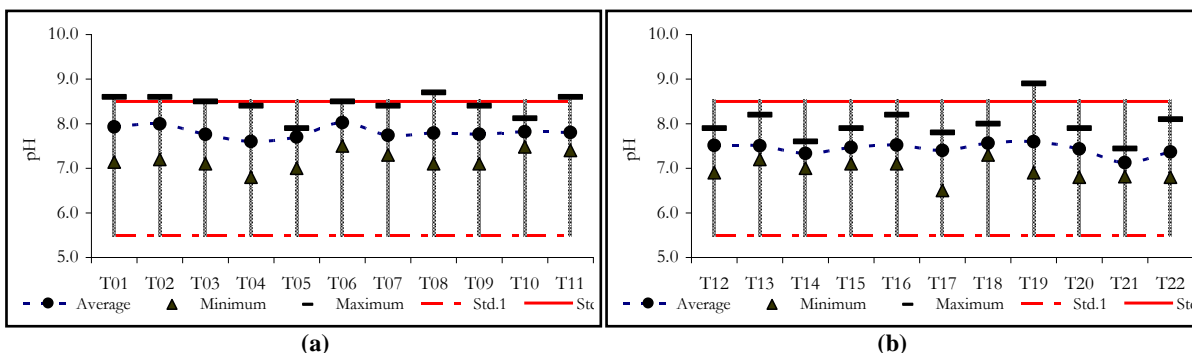 10.0
9.0
8.0
7.0
6.0
5.0
pH
T01 T02 T03 T04 T05 T06 T07 T08 T09 T10 T11
Average Minimum Maximum Std.1 Std
(a)
10.0
9.0
8.0
7.0
6.0
5.0
pH
T12 T13 T14 T15 T16 T17 T18 T19 T20 T21 T22
Average Minimum Maximum Std.1 Std
(b)